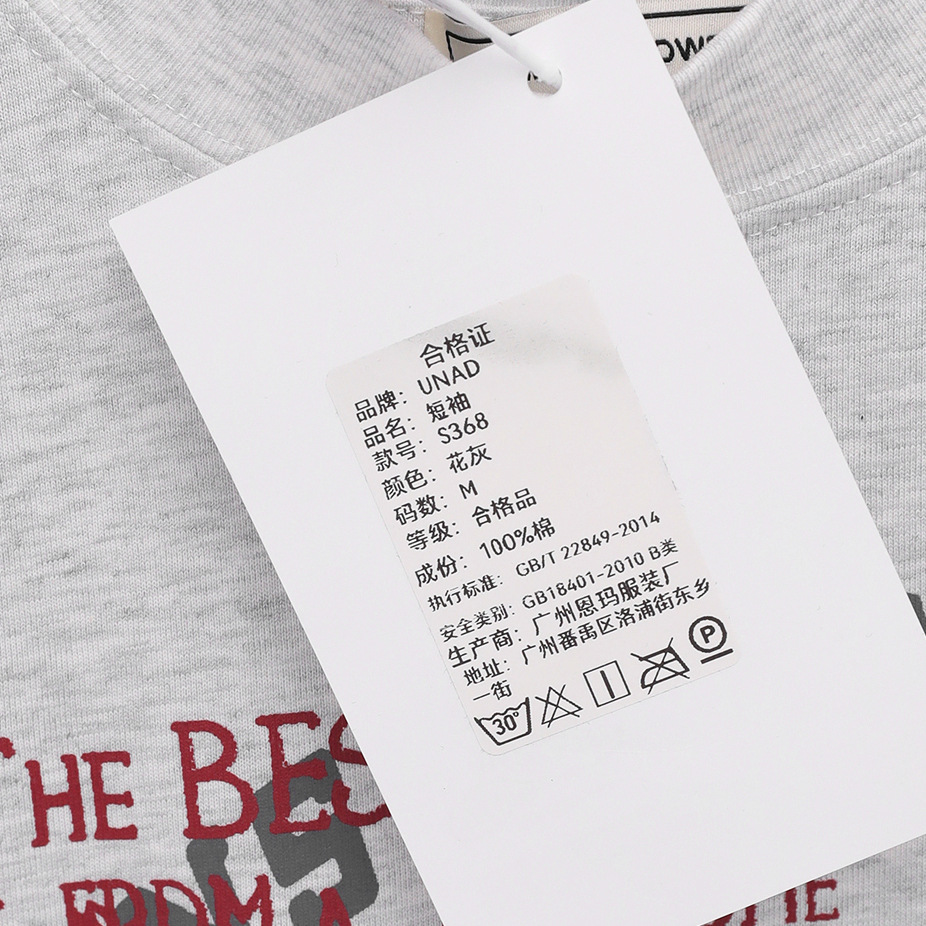 合格证
品牌: UNAD
品名: 短袖
款号: S368
颜色: 花灰
码数: M
等级: 合格品
成份: 100%棉
执行标准: GB/T 22849-2014
安全类别: GB18401-2010 B类
生产商: 广州恩玛服装厂
地址: 广州番禺区洛浦街东乡
一街
30°
P
THE BES
FROM A